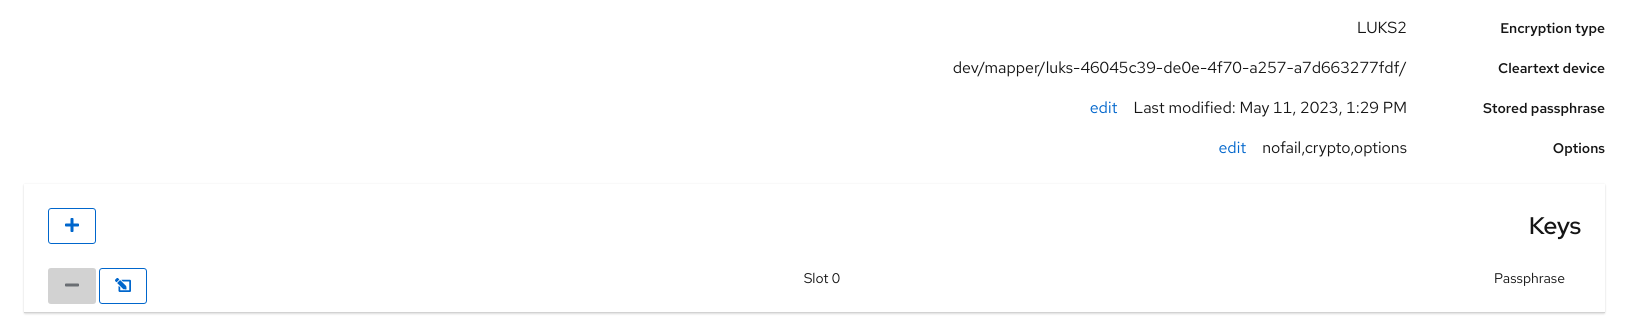 Encryption type LUKS2
Cleartext device dev/mapper/luks-46045c39-de0e-4f70-a257-a7d663277fdf/
Stored passphrase Last modified: May 11, 2023, 1:29 PM edit
Options nofail,crypto,options edit
Keys
Passphrase Slot 0